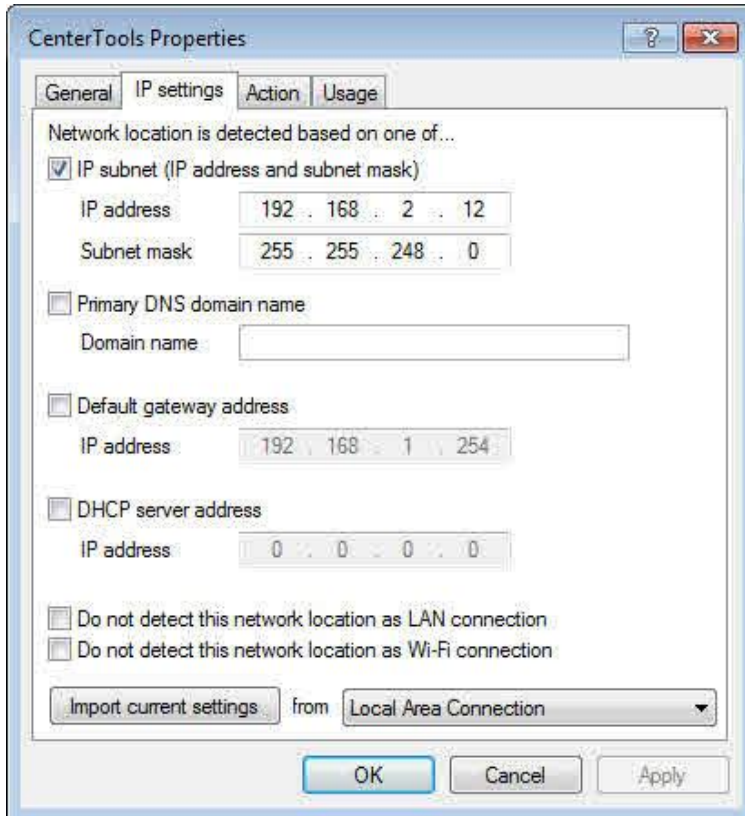 CenterTools Properties
General IP settings Action Usage
Network location is detected based on one of...
IP subnet (IP address and subnet mask)
IP address 192 . 168 . 2 . 12
Subnet mask 255 . 255 . 248 . 0
Primary DNS domain name
Domain name
Default gateway address
IP address 192 . 168 . 1 . 254
DHCP server address
IP address 0 . 0 . 0 . 0
Do not detect this network location as LAN connection
Do not detect this network location as Wi-Fi connection
Import current settings from Local Area Connection
OK Cancel Apply